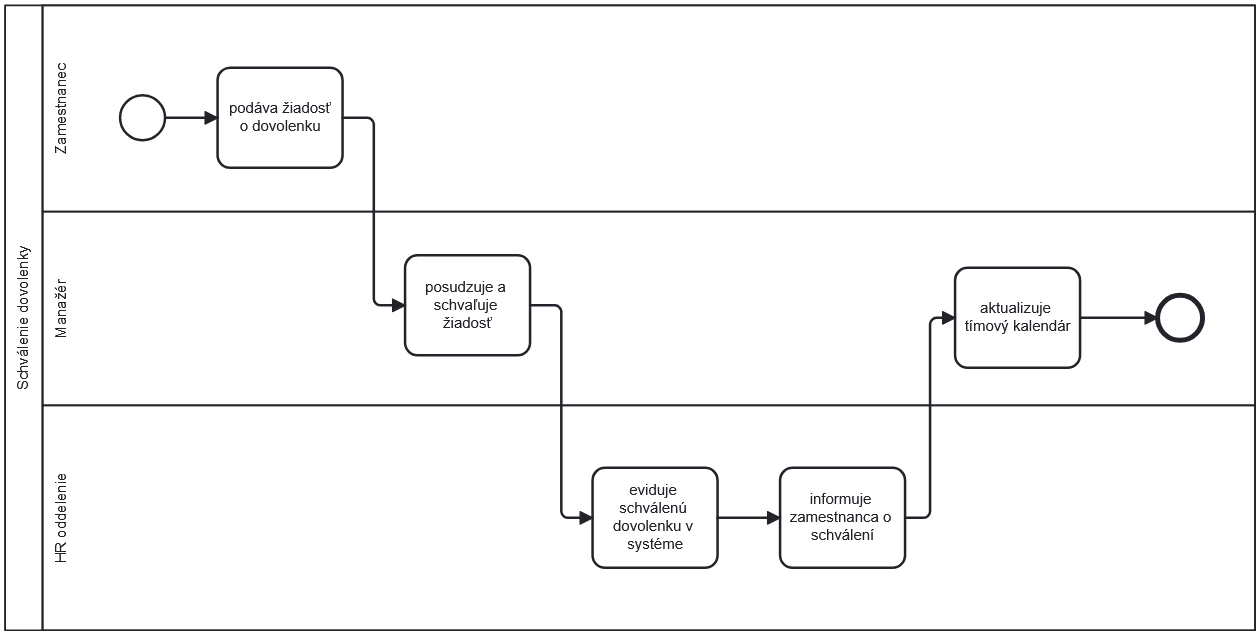 Schválenie dovolenky
Zamestnanec
podáva žiadosť
o dovolenku
Manažér
posudzuje a
schvaľuje
žiadosť
aktualizuje
tímový kalendár
HR oddelenie
eviduje
schválenú
dovolenku v
systéme
informuje
zamestnanca o
schválení